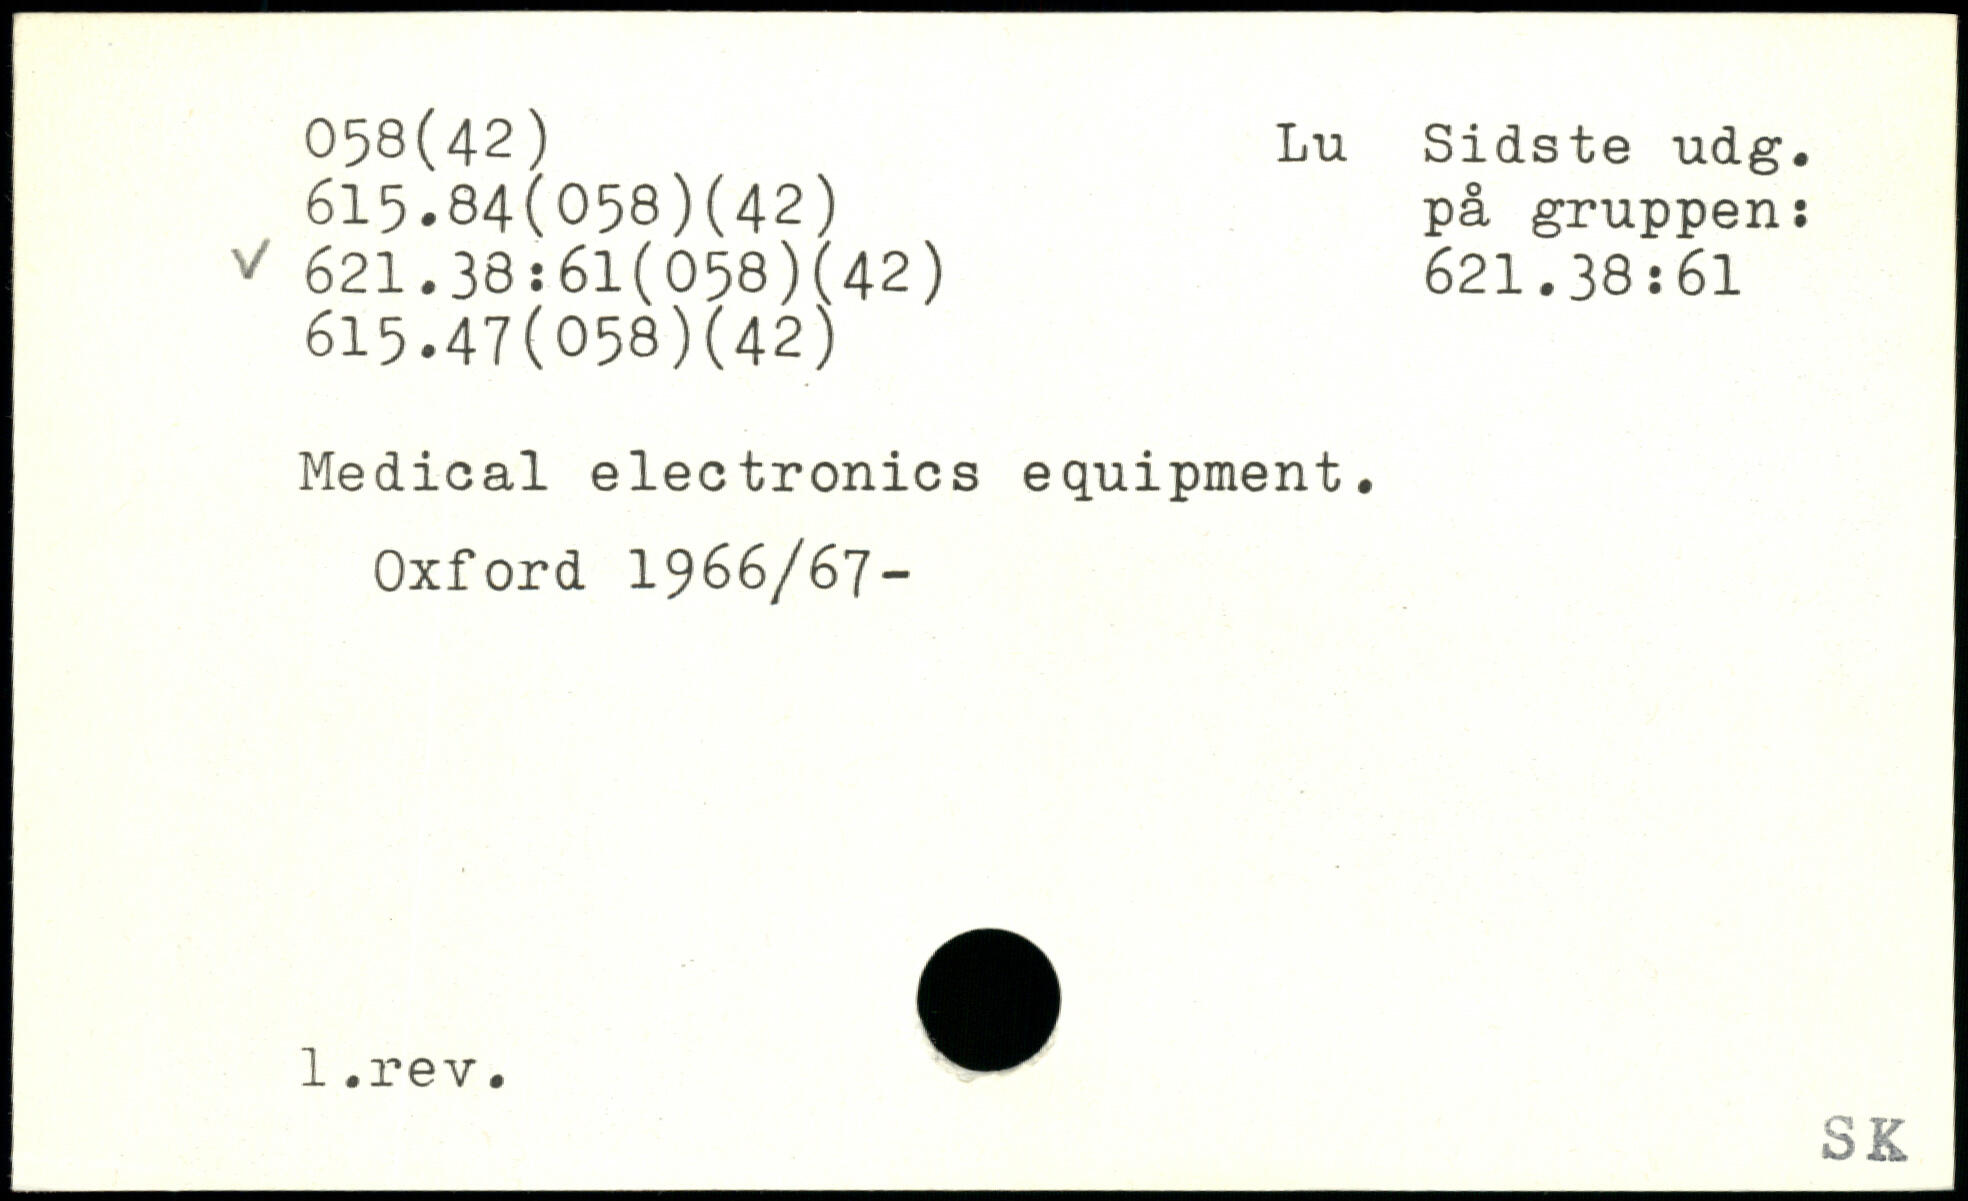 058(42)
Lu Sidste udg.
615.84(058)(42)
på gruppen:
✓ 621.38:61(058)(42)
621.38:61
615.47(058)(42)
Medical electronics equipment.
Oxford 1966/67-
1.rev.
SK